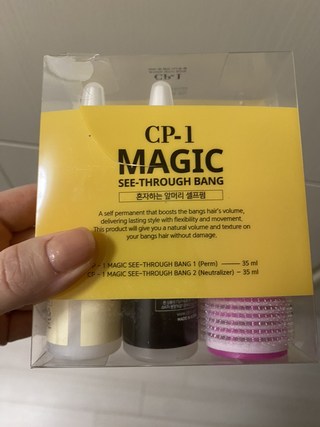 CP-1
CP-1
MAGIC
SEE-THROUGH BANG
혼자하는 앞머리 셀프펌
A self permanent that boosts the bangs hair's volume,
delivering lasting style with flexibility and movement.
This product will give you a natural volume and texture on
your bangs hair without damage.
- 1 MAGIC SEE-THROUGH BANG 1 (Perm) —— 35 ml
CP - 1 MAGIC SEE-THROUGH BANG 2 (Neutralizer) – 35 ml